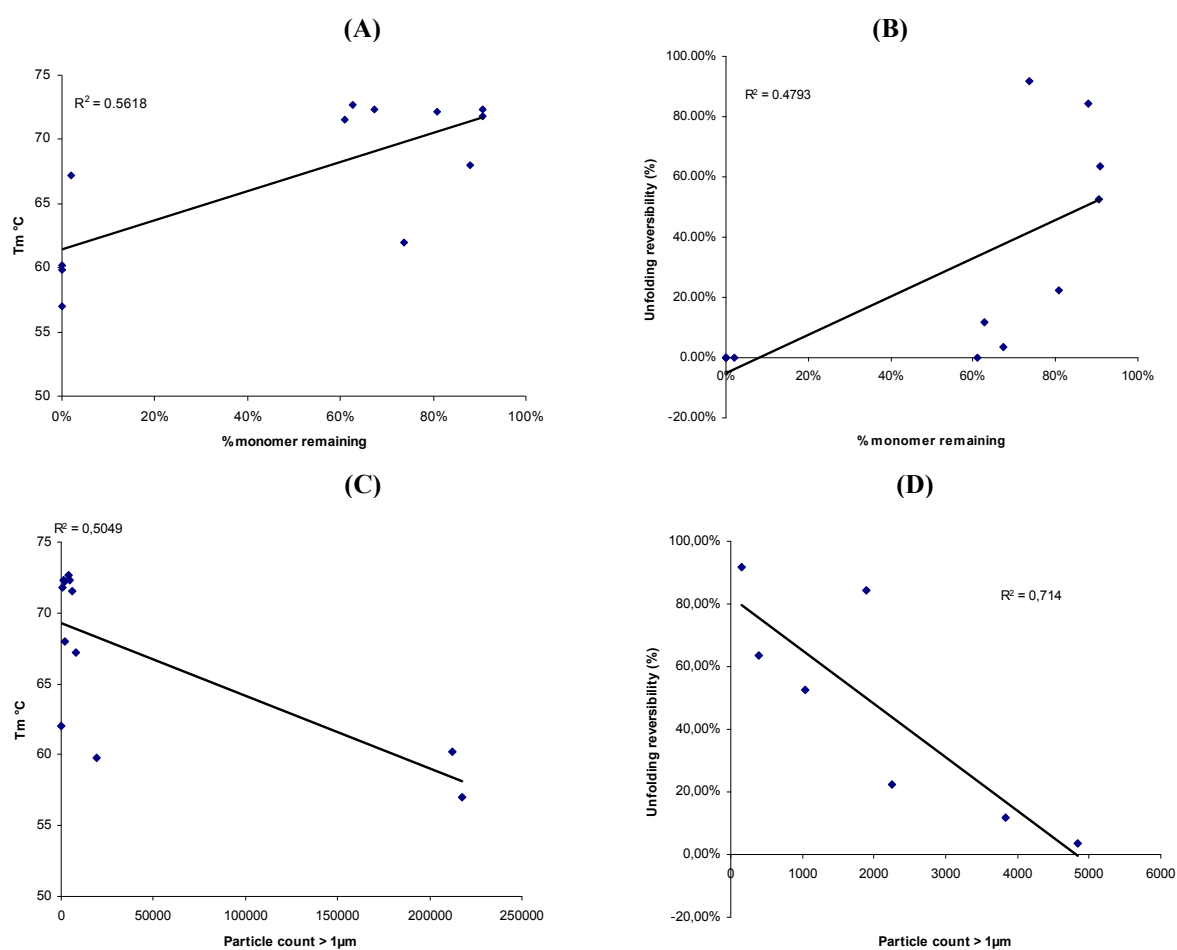 (A)
R² = 0.5618
75
70
65
60
55
50
Tm °C
0% 20% 40% 60% 80% 100%
% monomer remaining
(B)
R² = 0.4793
100.00%
80.00%
60.00%
40.00%
20.00%
0.00%
-20.00%
Unfolding reversibility (%)
0% 20% 40% 60% 80% 100%
% monomer remaining
(C)
R² = 0,5049
75
70
65
60
55
50
Tm °C
0 50000 100000 150000 200000 250000
Particle count > 1µm
(D)
R² = 0,714
100,00%
80,00%
60,00%
40,00%
20,00%
0,00%
-20,00%
Unfolding reversibility (%)
0 1000 2000 3000 4000 5000 6000
Particle count > 1µm